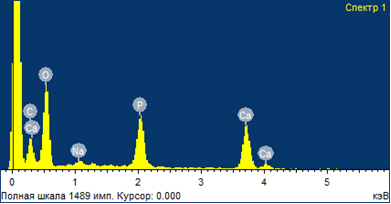 Спектр 1
O
P
Ca
C
Ca
Na
Ca
0 1 2 3 4 5
Полная шкала 1489 имп. Курсор: 0.000 кэВ